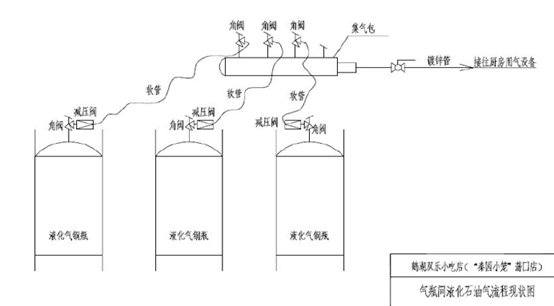 角阀 角阀 角阀
集气包
镀锌管
接往厨房用气设备
软管 软管 软管
角阀 减压阀 角阀 减压阀 减压阀 角阀
液化气钢瓶 液化气钢瓶 液化气钢瓶
鹤湖双乐小吃店（“秦园小笼”荡口店）
气瓶间液化石油气流程现状图